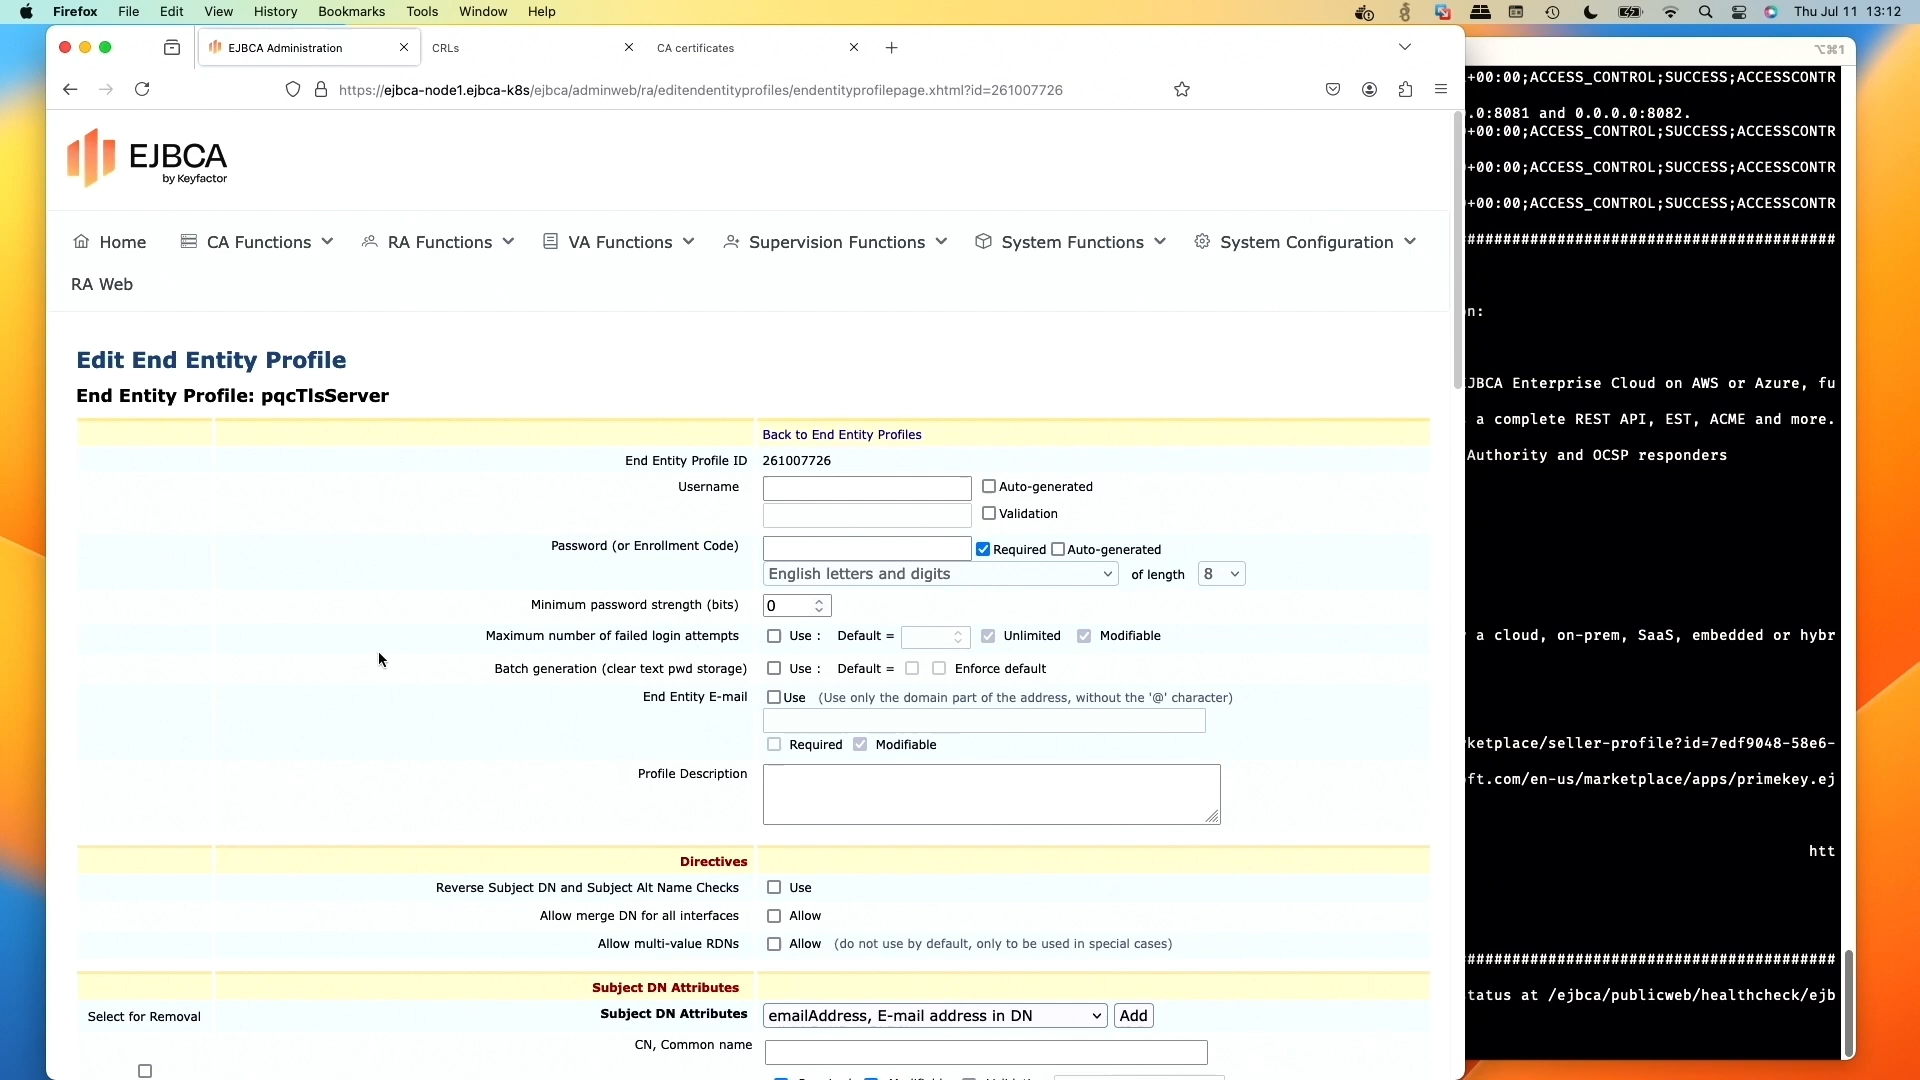 Firefox File Edit View History Bookmarks Tools Window Help Thu Jul 11 13:12
EJBCA Administration CRLs CA certificates
https://ejbca-node1.ejbca-k8s/ejbca/adminweb/ra/editendentityprofiles/endentityprofilepage.xhtml?id=261007726
EJBCA
by Keyfactor
Home CA Functions RA Functions VA Functions Supervision Functions System Functions System Configuration
RA Web
Edit End Entity Profile
End Entity Profile: pqcTlsServer
Back to End Entity Profiles
End Entity Profile ID 261007726
Username Auto-generated
Validation
Password (or Enrollment Code) Required Auto-generated
English letters and digits of length 8
Minimum password strength (bits) 0
Maximum number of failed login attempts Use : Default = Unlimited Modifiable
Batch generation (clear text pwd storage) Use : Default = Enforce default
End Entity E-mail Use (Use only the domain part of the address, without the '@' character)
Required Modifiable
Profile Description
Directives
Reverse Subject DN and Subject Alt Name Checks Use
Allow merge DN for all interfaces Allow
Allow multi-value RDNs Allow (do not use by default, only to be used in special cases)
Subject DN Attributes
Select for Removal Subject DN Attributes emailAddress, E-mail address in DN Add
CN, Common name
⌥⌘1
+00:00;ACCESS_CONTROL;SUCCESS;ACCESSCONTR
.0:8081 and 0.0.0.0:8082.
+00:00;ACCESS_CONTROL;SUCCESS;ACCESSCONTR
+00:00;ACCESS_CONTROL;SUCCESS;ACCESSCONTR
+00:00;ACCESS_CONTROL;SUCCESS;ACCESSCONTR
#########################################
n:
JBCA Enterprise Cloud on AWS or Azure, fu
a complete REST API, EST, ACME and more.
Authority and OCSP responders
a cloud, on-prem, SaaS, embedded or hybr
ketplace/seller-profile?id=7edf9048-58e6-
ft.com/en-us/marketplace/apps/primekey.ej
htt
#########################################
tatus at /ejbca/publicweb/healthcheck/ejb